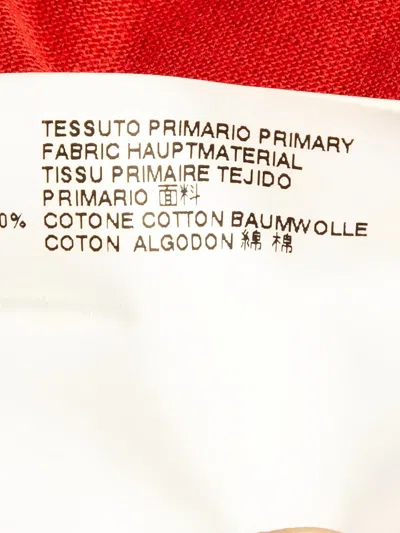 TESSUTO PRIMARIO PRIMARY
FABRIC HAUPTMATERIAL
TISSU PRIMAIRE TEJIDO
PRIMARIO 面料
0% COTONE COTTON BAUMWOLLE
COTON ALGODON 綿 棉